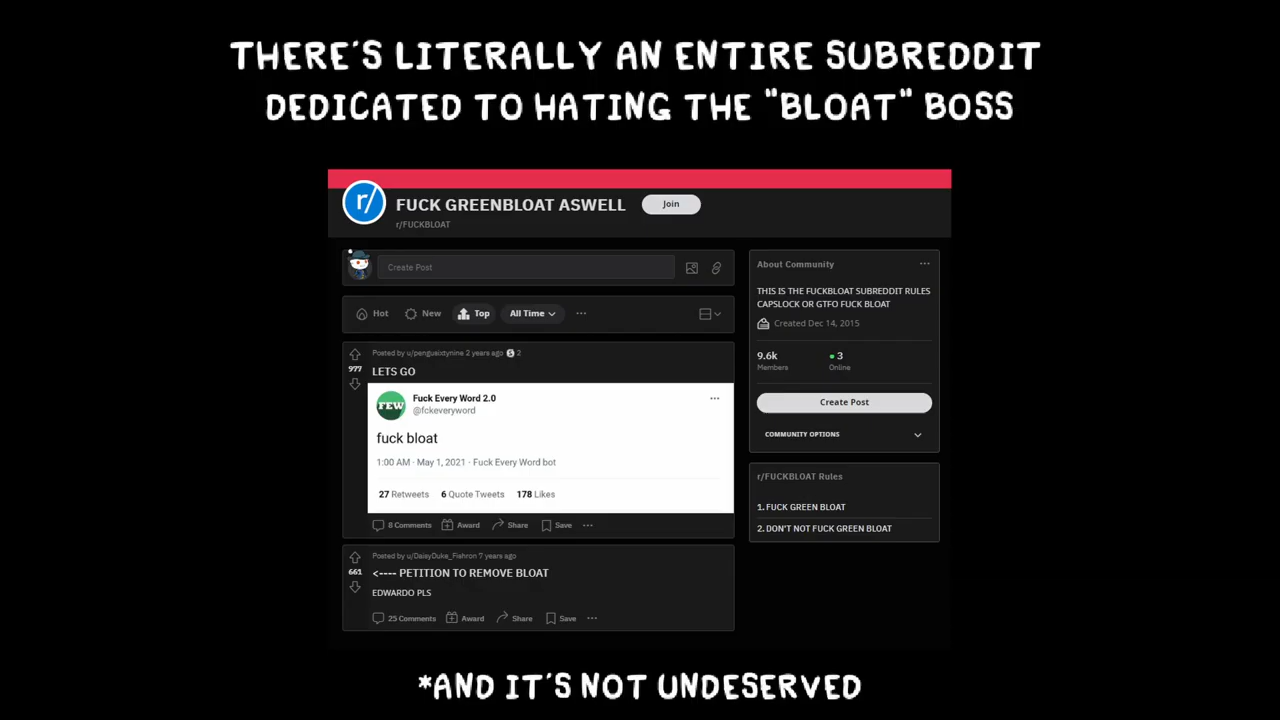 THERE'S LITERALLY AN ENTIRE SUBREDDIT
DEDICATED TO HATING THE "BLOAT" BOSS
r/
FUCK GREENBLOAT ASWELL
Join
r/FUCKBLOAT
Create Post
Hot
New
Top
All Time
Posted by u/pengusixtynine 2 years ago
2
977
LETS GO
FEW
Fuck Every Word 2.0
@fckeveryword
fuck bloat
1:00 AM · May 1, 2021 · Fuck Every Word bot
27 Retweets 6 Quote Tweets 178 Likes
8 Comments Award Share Save
Posted by u/DaisyDuke_Fishron 7 years ago
661
<---- PETITION TO REMOVE BLOAT
EDWARDO PLS
25 Comments Award Share Save
About Community
THIS IS THE FUCKBLOAT SUBREDDIT RULES
CAPSLOCK OR GTFO FUCK BLOAT
Created Dec 14, 2015
9.6k 3
Members Online
Create Post
COMMUNITY OPTIONS
r/FUCKBLOAT Rules
1. FUCK GREEN BLOAT
2. DON'T NOT FUCK GREEN BLOAT
*AND IT'S NOT UNDESERVED